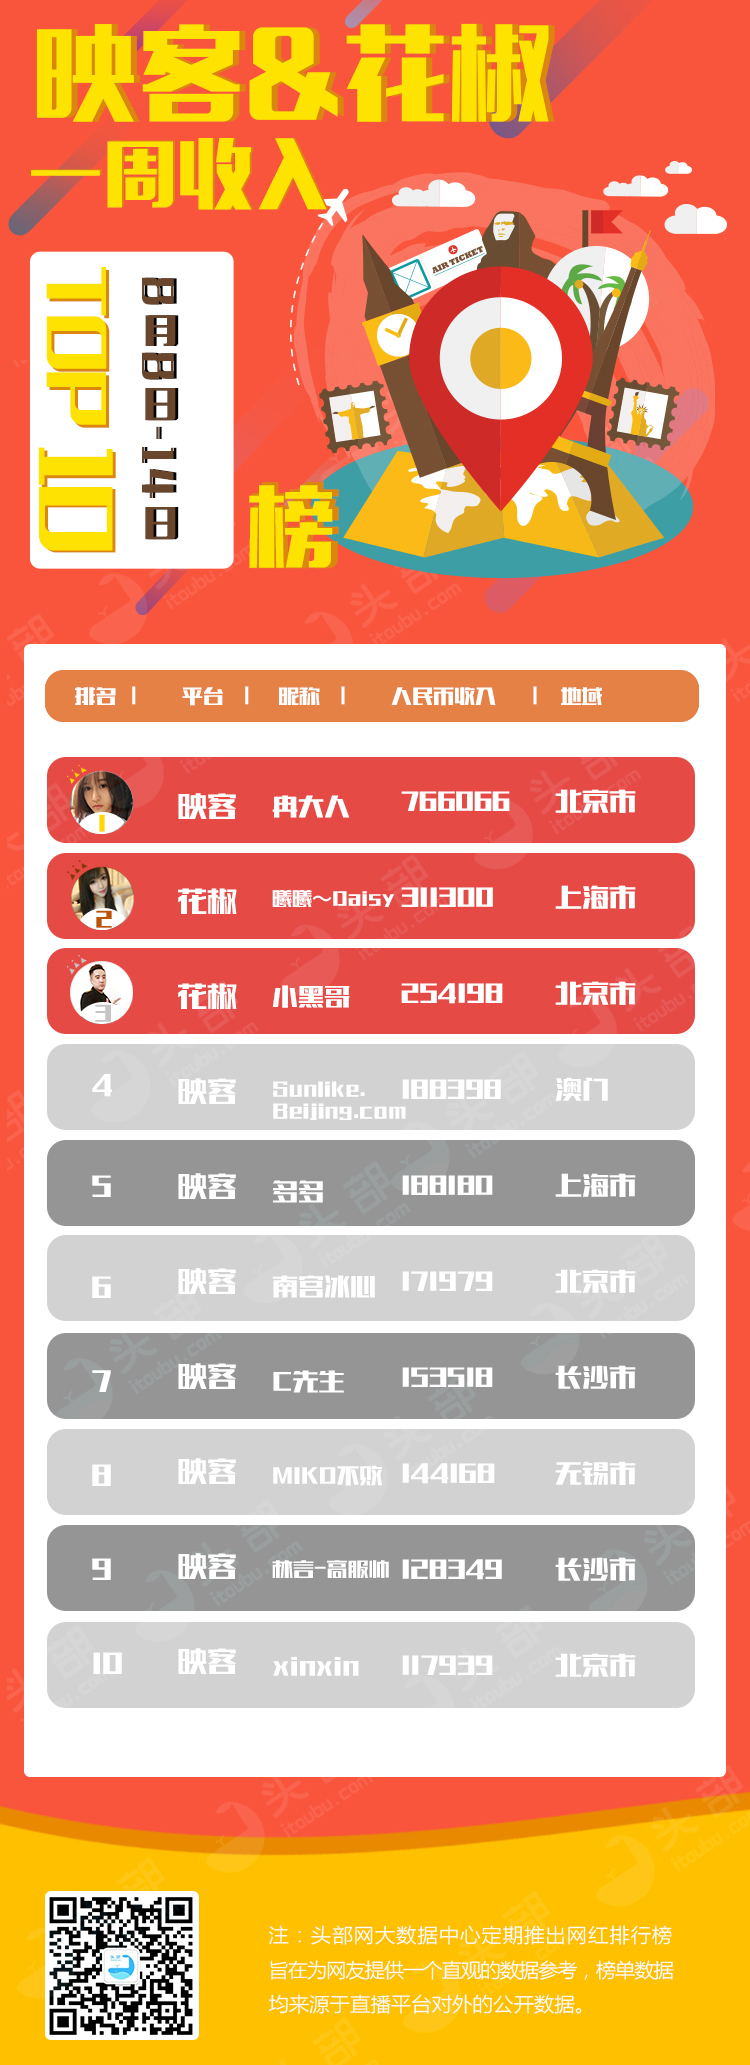 映客&花椒
一周收入
TOP 10
8月8日-14日
榜
AIR TICKET
排名 | 平台 | 昵称 | 人民币收入 | 地域
1 映客 冉大人 766066 北京市
2 花椒 曦曦~Daisy 311300 上海市
3 花椒 小黑哥 254198 北京市
4 映客 Sunlike. 188398 澳门
Beijing.com
5 映客 多多 188180 上海市
6 映客 南宫冰心 171979 北京市
7 映客 C先生 153518 长沙市
8 映客 MIKO不败 144168 无锡市
9 映客 林言-高服帅 128349 长沙市
10 映客 xinxin 117939 北京市
注：头部网大数据中心定期推出网红排行榜
旨在为网友提供一个直观的数据参考，榜单数据
均来源于直播平台对外的公开数据。
头部
itoubu.com